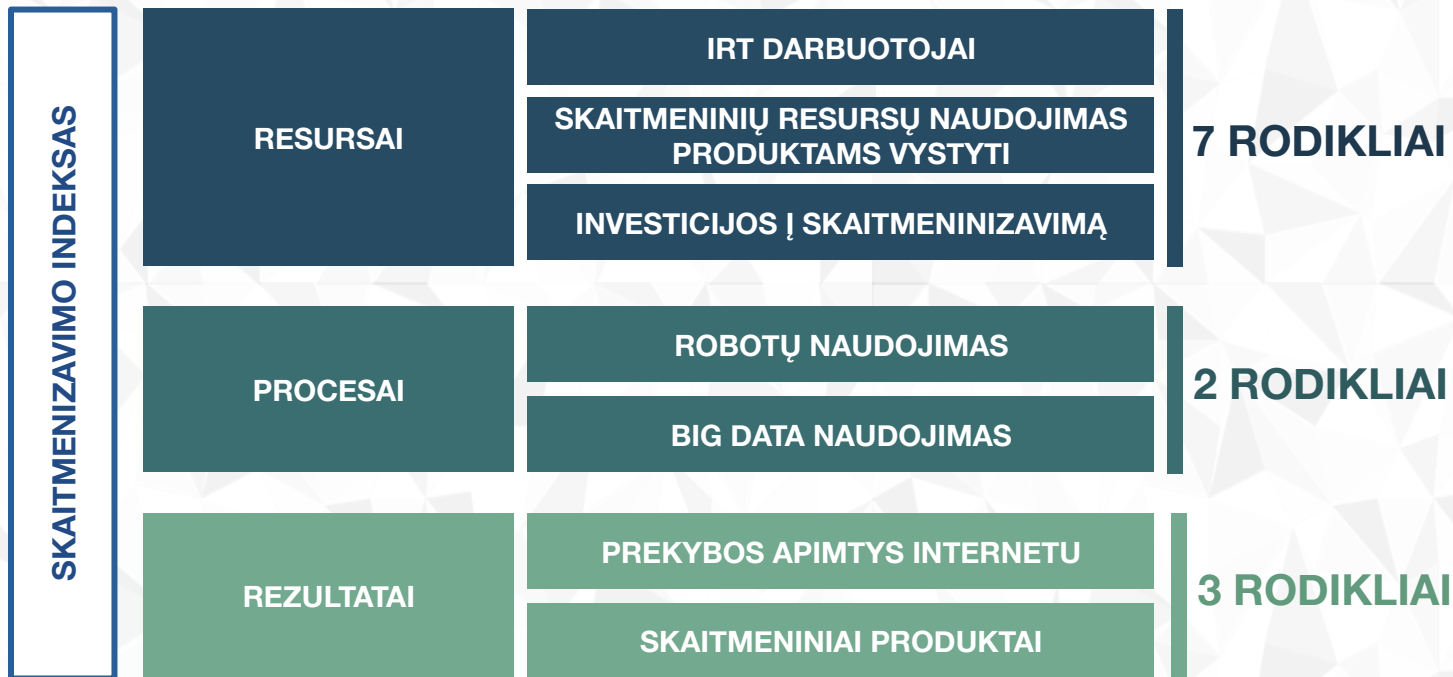 SKAITMENIZAVIMO INDEKSAS
RESURSAI
IRT DARBUOTOJAI
SKAITMENINIŲ RESURSŲ NAUDOJIMAS
PRODUKTAMS VYSTYTI
INVESTICIJOS Į SKAITMENINIZAVIMĄ
7 RODIKLIAI
PROCESAI
ROBOTŲ NAUDOJIMAS
BIG DATA NAUDOJIMAS
2 RODIKLIAI
REZULTATAI
PREKYBOS APIMTYS INTERNETU
SKAITMENINIAI PRODUKTAI
3 RODIKLIAI